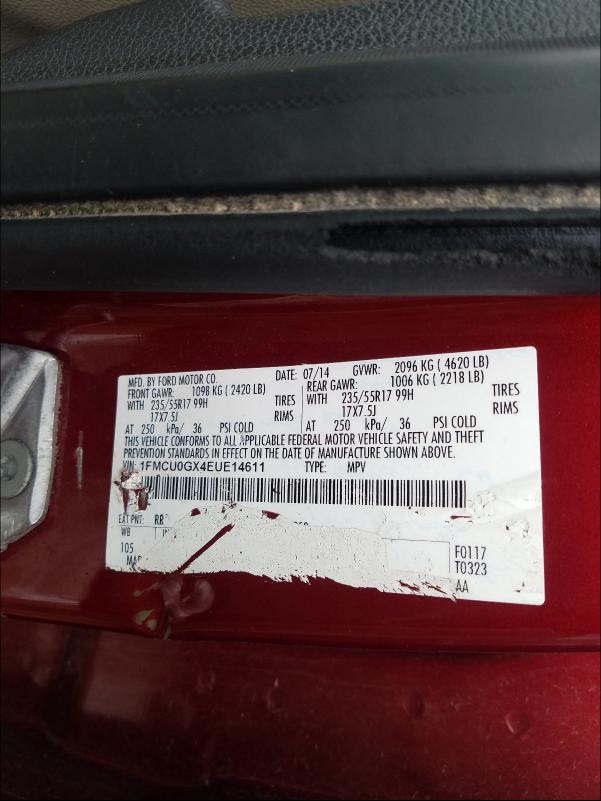 MFD. BY FORD MOTOR CO. DATE: 07/14 GVWR: 2096 KG ( 4620 LB)
FRONT GAWR: 1098 KG ( 2420 LB) REAR GAWR: 1006 KG ( 2218 LB)
WITH 235/55R17 99H TIRES WITH 235/55R17 99H TIRES
17X7.5J RIMS 17X7.5J RIMS
AT 250 kPa/ 36 PSI COLD AT 250 kPa/ 36 PSI COLD
THIS VEHICLE CONFORMS TO ALL APPLICABLE FEDERAL MOTOR VEHICLE SAFETY AND THEFT
PREVENTION STANDARDS IN EFFECT ON THE DATE OF MANUFACTURE SHOWN ABOVE.
VIN: 1FMCU0GX4EUE14611 TYPE: MPV
EXT PNT: RR
WB F0117
105 T0323
AA